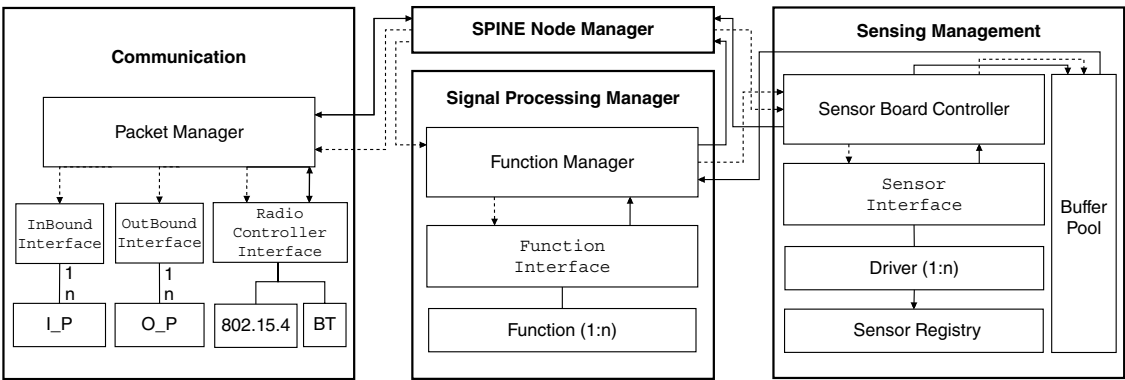 Communication
Packet Manager
InBound
Interface
OutBound
Interface
Radio
Controller
Interface
1
n
1
n
I_P
O_P
802.15.4
BT
SPINE Node Manager
Signal Processing Manager
Function Manager
Function
Interface
Function (1:n)
Sensing Management
Sensor Board Controller
Sensor
Interface
Driver (1:n)
Sensor Registry
Buffer
Pool